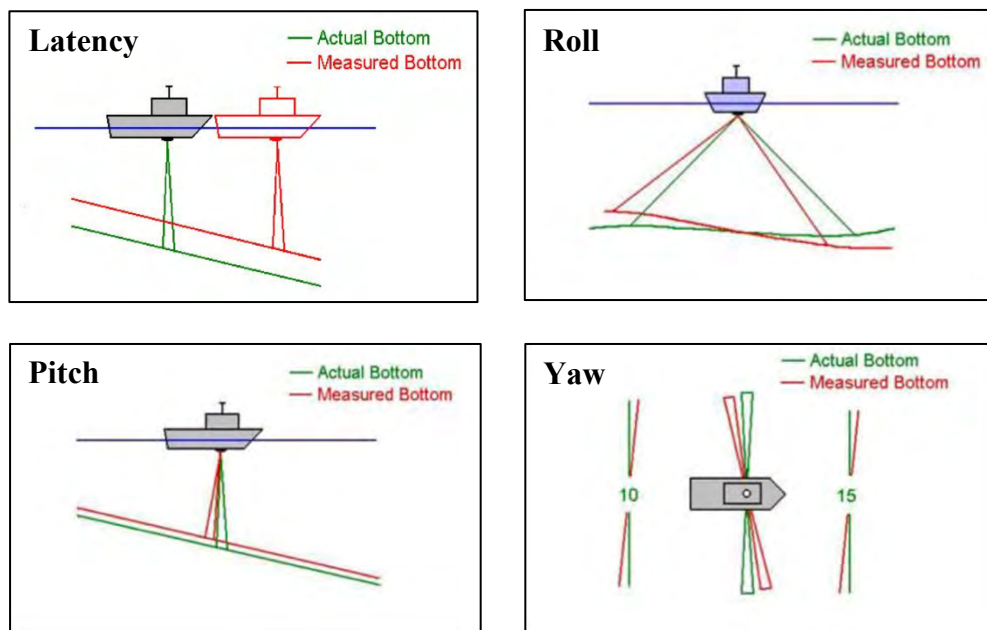 Latency
Actual Bottom
Measured Bottom
Roll
Actual Bottom
Measured Bottom
Pitch
Actual Bottom
Measured Bottom
Yaw
Actual Bottom
Measured Bottom
10
15